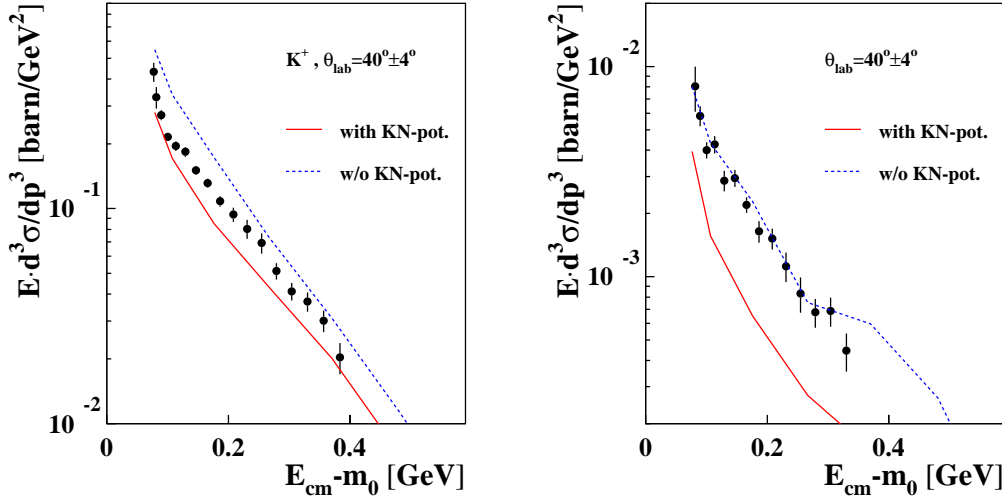 E·d³σ/dp³ [barn/GeV²]
K⁺ , θlab=40°±4°
with KN-pot.
w/o KN-pot.
10⁻¹
10⁻²
0 0.2 0.4
Ecm-m₀ [GeV]
E·d³σ/dp³ [barn/GeV²]
10⁻²
θlab=40°±4°
with KN-pot.
w/o KN-pot.
10⁻³
0 0.2 0.4
Ecm-m₀ [GeV]